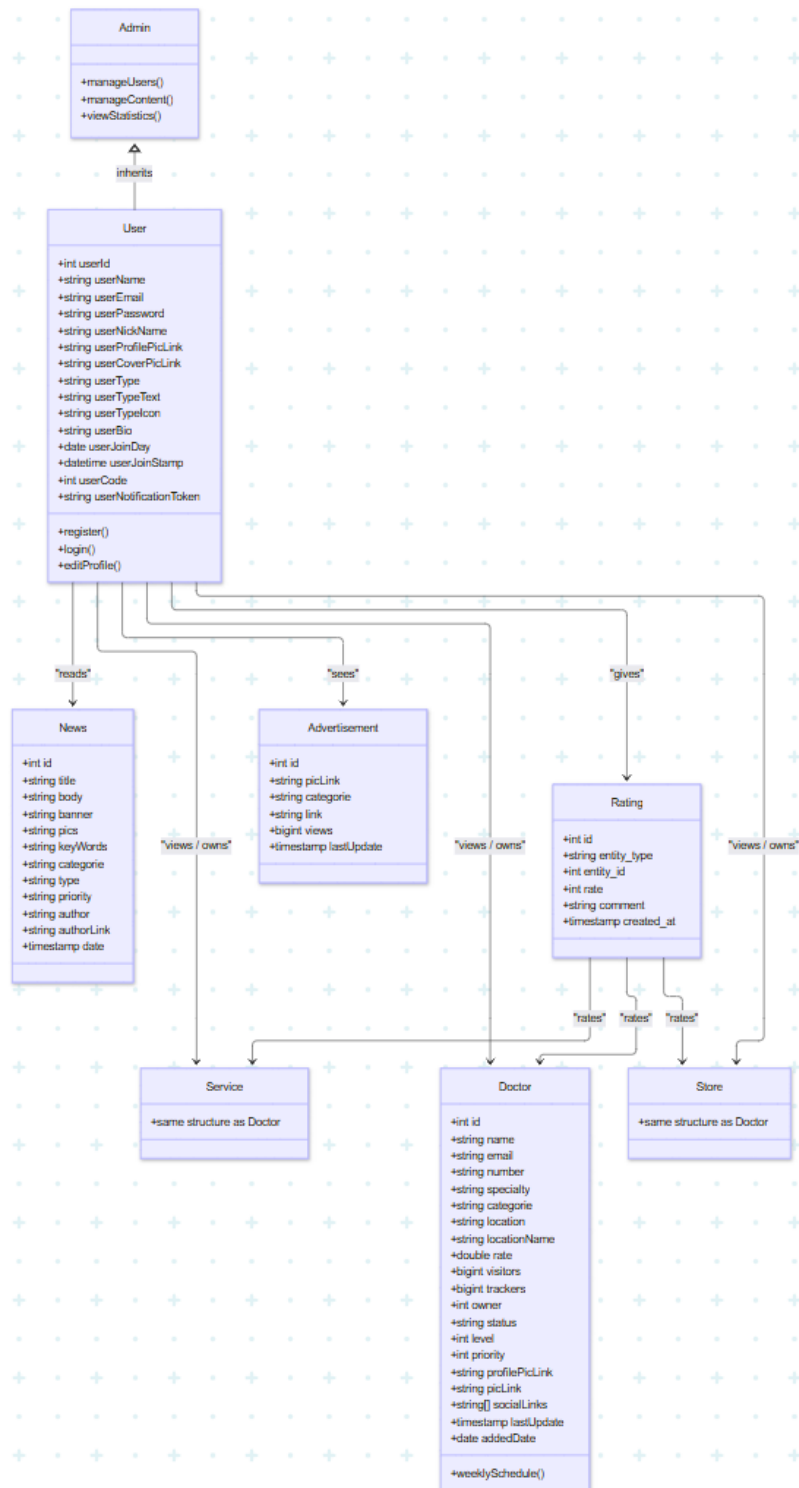 Admin
+manageUsers()
+manageContent()
+viewStatistics()
inherits
User
+int userId
+string userName
+string userEmail
+string userPassword
+string userNickName
+string userProfilePicLink
+string userCoverPicLink
+string userType
+string userTypeText
+string userTypeIcon
+string userBio
+date userJoinDay
+datetime userJoinStamp
+int userCode
+string userNotificationToken
+register()
+login()
+editProfile()
"reads"
"sees"
"gives"
News
+int id
+string title
+string body
+string banner
+string pics
+string keyWords
+string categorie
+string type
+string priority
+string author
+string authorLink
+timestamp date
"views / owns"
Advertisement
+int id
+string picLink
+string categorie
+string link
+bigint views
+timestamp lastUpdate
"views / owns"
Rating
+int id
+string entity_type
+int entity_id
+int rate
+string comment
+timestamp created_at
"views / owns"
"rates"
"rates"
"rates"
Service
+same structure as Doctor
Doctor
+int id
+string name
+string email
+string number
+string specialty
+string categorie
+string location
+string locationName
+double rate
+bigint visitors
+bigint trackers
+int owner
+string status
+int level
+int priority
+string profilePicLink
+string picLink
+string[] socialLinks
+timestamp lastUpdate
+date addedDate
+weeklySchedule()
Store
+same structure as Doctor